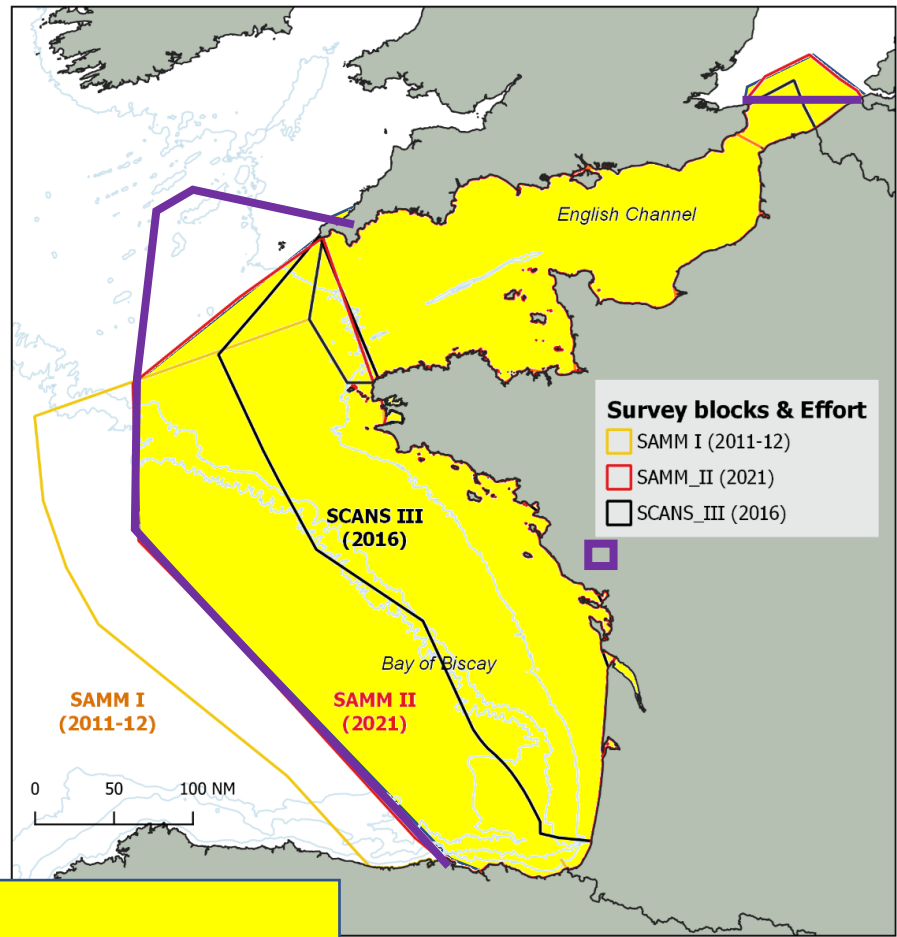 English Channel
Survey blocks & Effort
SAMM I (2011-12)
SAMM_II (2021)
SCANS_III (2016)
SCANS III
(2016)
Bay of Biscay
SAMM I
(2011-12)
SAMM II
(2021)
0 50 100 NM